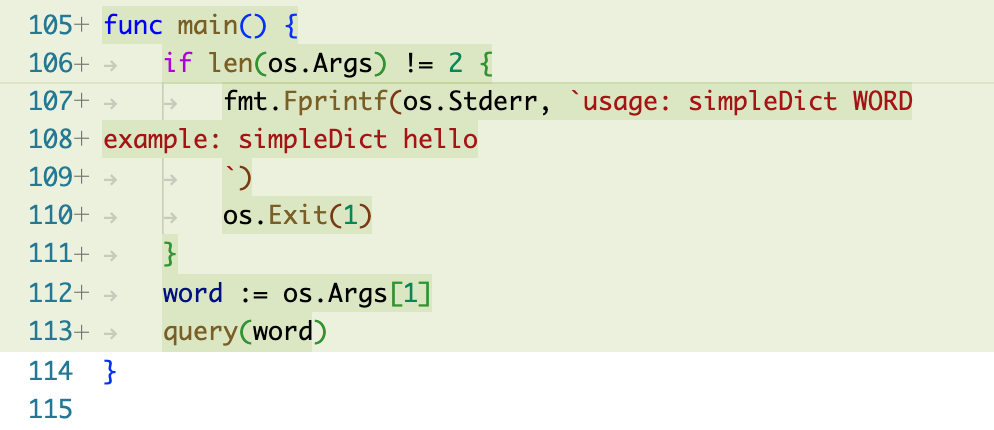 105+ func main() {
106+ → if len(os.Args) != 2 {
107+ → → fmt.Fprintf(os.Stderr, `usage: simpleDict WORD
108+ example: simpleDict hello
109+ → → `)
110+ → → os.Exit(1)
111+ → }
112+ → word := os.Args[1]
113+ → query(word)
114 }
115